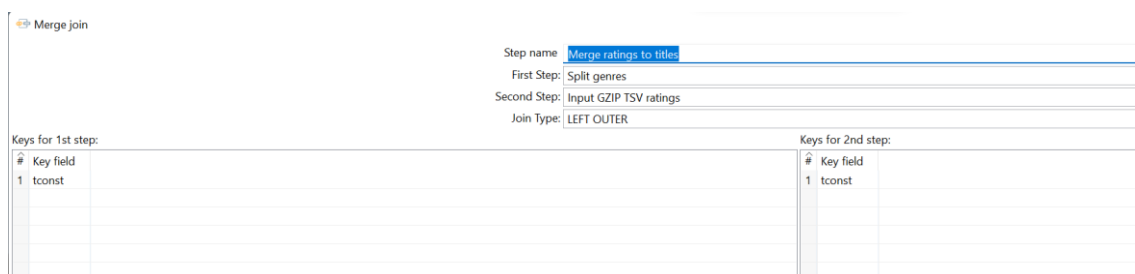 Merge join
Step name Merge ratings to titles
First Step: Split genres
Second Step: Input GZIP TSV ratings
Join Type: LEFT OUTER
Keys for 1st step:
# Key field
1 tconst
Keys for 2nd step:
# Key field
1 tconst